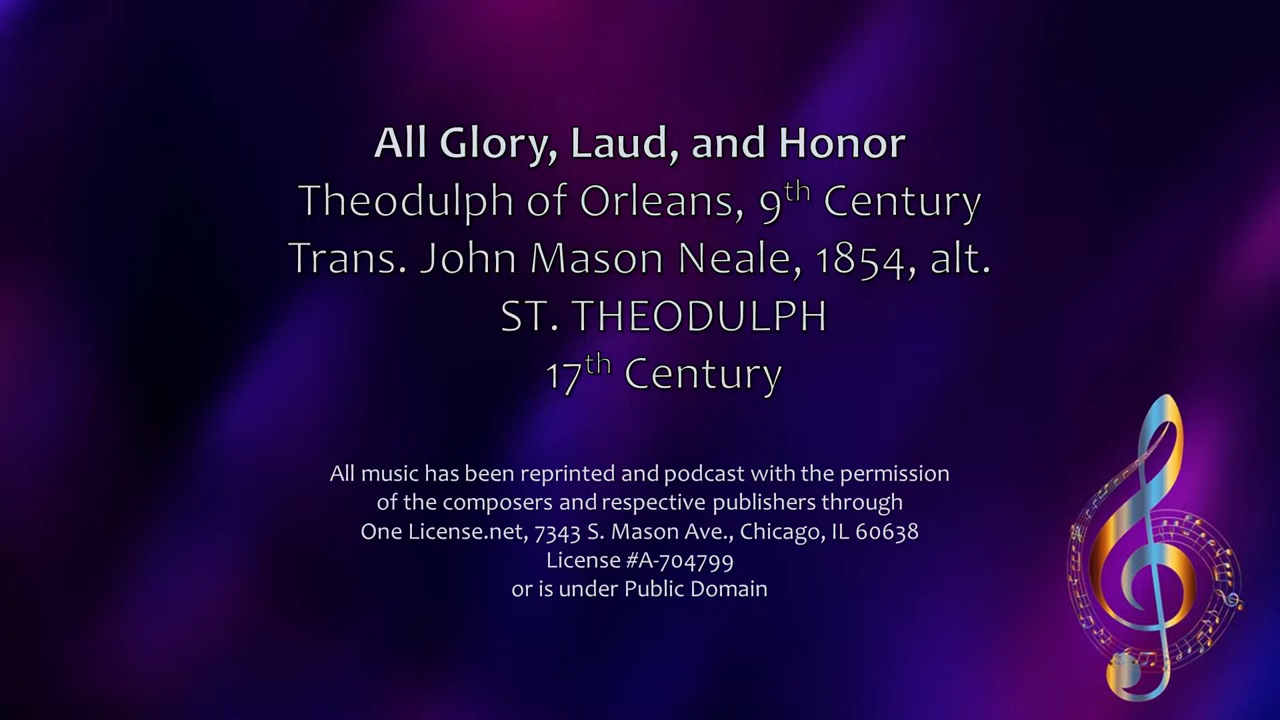 All Glory, Laud, and Honor
Theodulph of Orleans, 9th Century
Trans. John Mason Neale, 1854, alt.
ST. THEODULPH
17th Century
All music has been reprinted and podcast with the permission
of the composers and respective publishers through
One License.net, 7343 S. Mason Ave., Chicago, IL 60638
License #A-704799
or is under Public Domain